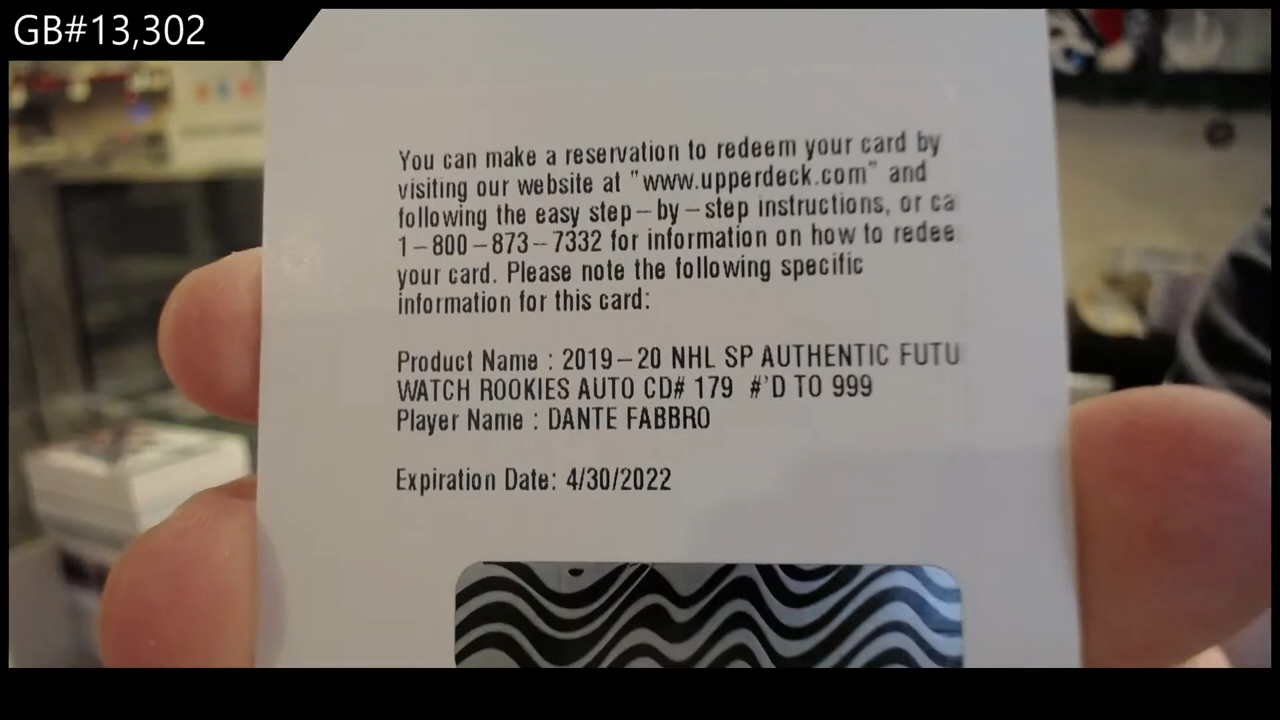 GB#13,302
You can make a reservation to redeem your card by
visiting our website at "www.upperdeck.com" and
following the easy step-by-step instructions, or ca
1-800-873-7332 for information on how to redee
your card. Please note the following specific
information for this card:
Product Name : 2019-20 NHL SP AUTHENTIC FUTU
WATCH ROOKIES AUTO CD# 179 #'D TO 999
Player Name : DANTE FABBRO
Expiration Date: 4/30/2022